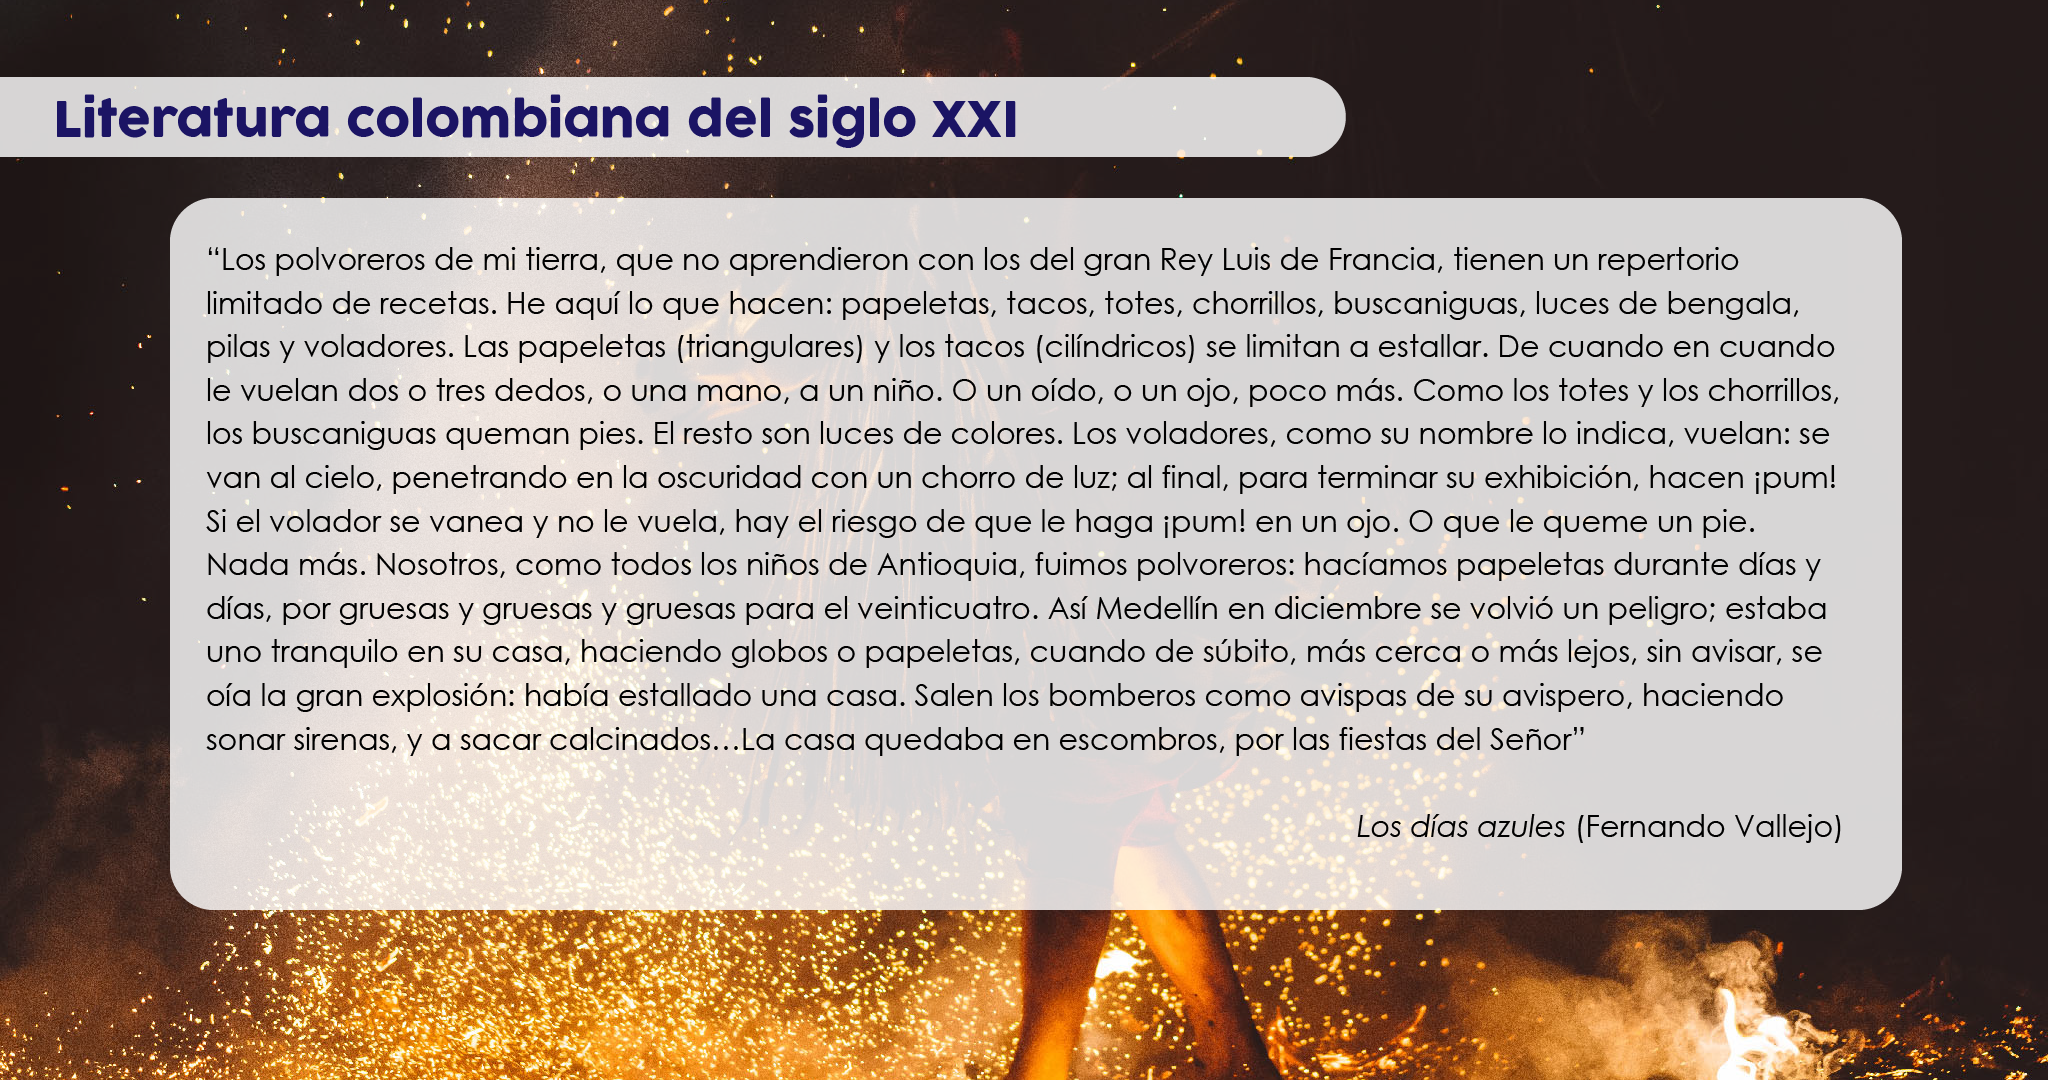 Literatura colombiana del siglo XXI
“Los polvoreros de mi tierra, que no aprendieron con los del gran Rey Luis de Francia, tienen un repertorio
limitado de recetas. He aquí lo que hacen: papeletas, tacos, totes, chorrillos, buscaniguas, luces de bengala,
pilas y voladores. Las papeletas (triangulares) y los tacos (cilíndricos) se limitan a estallar. De cuando en cuando
le vuelan dos o tres dedos, o una mano, a un niño. O un oído, o un ojo, poco más. Como los totes y los chorrillos,
los buscaniguas queman pies. El resto son luces de colores. Los voladores, como su nombre lo indica, vuelan: se
van al cielo, penetrando en la oscuridad con un chorro de luz; al final, para terminar su exhibición, hacen ¡pum!
Si el volador se vanea y no le vuela, hay el riesgo de que le haga ¡pum! en un ojo. O que le queme un pie.
Nada más. Nosotros, como todos los niños de Antioquia, fuimos polvoreros: hacíamos papeletas durante días y
días, por gruesas y gruesas y gruesas para el veinticuatro. Así Medellín en diciembre se volvió un peligro; estaba
uno tranquilo en su casa, haciendo globos o papeletas, cuando de súbito, más cerca o más lejos, sin avisar, se
oía la gran explosión: había estallado una casa. Salen los bomberos como avispas de su avispero, haciendo
sonar sirenas, y a sacar calcinados…La casa quedaba en escombros, por las fiestas del Señor”
Los días azules (Fernando Vallejo)